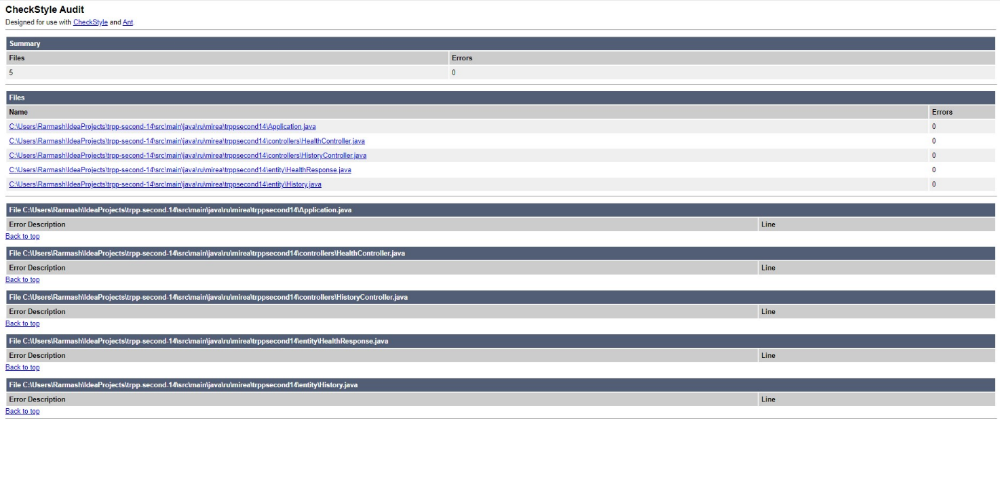 CheckStyle Audit
Designed for use with CheckStyle and Ant.
Summary
Files Errors
5 0
Files
Name Errors
C:\Users\Rarmash\IdeaProjects\trpp-second-14\src\main\java\ru\mirea\trppsecond14\Application.java 0
C:\Users\Rarmash\IdeaProjects\trpp-second-14\src\main\java\ru\mirea\trppsecond14\controllers\HealthController.java 0
C:\Users\Rarmash\IdeaProjects\trpp-second-14\src\main\java\ru\mirea\trppsecond14\controllers\HistoryController.java 0
C:\Users\Rarmash\IdeaProjects\trpp-second-14\src\main\java\ru\mirea\trppsecond14\entity\HealthResponse.java 0
C:\Users\Rarmash\IdeaProjects\trpp-second-14\src\main\java\ru\mirea\trppsecond14\entity\History.java 0
File C:\Users\Rarmash\IdeaProjects\trpp-second-14\src\main\java\ru\mirea\trppsecond14\Application.java
Error Description Line
Back to top
File C:\Users\Rarmash\IdeaProjects\trpp-second-14\src\main\java\ru\mirea\trppsecond14\controllers\HealthController.java
Error Description Line
Back to top
File C:\Users\Rarmash\IdeaProjects\trpp-second-14\src\main\java\ru\mirea\trppsecond14\controllers\HistoryController.java
Error Description Line
Back to top
File C:\Users\Rarmash\IdeaProjects\trpp-second-14\src\main\java\ru\mirea\trppsecond14\entity\HealthResponse.java
Error Description Line
Back to top
File C:\Users\Rarmash\IdeaProjects\trpp-second-14\src\main\java\ru\mirea\trppsecond14\entity\History.java
Error Description Line
Back to top